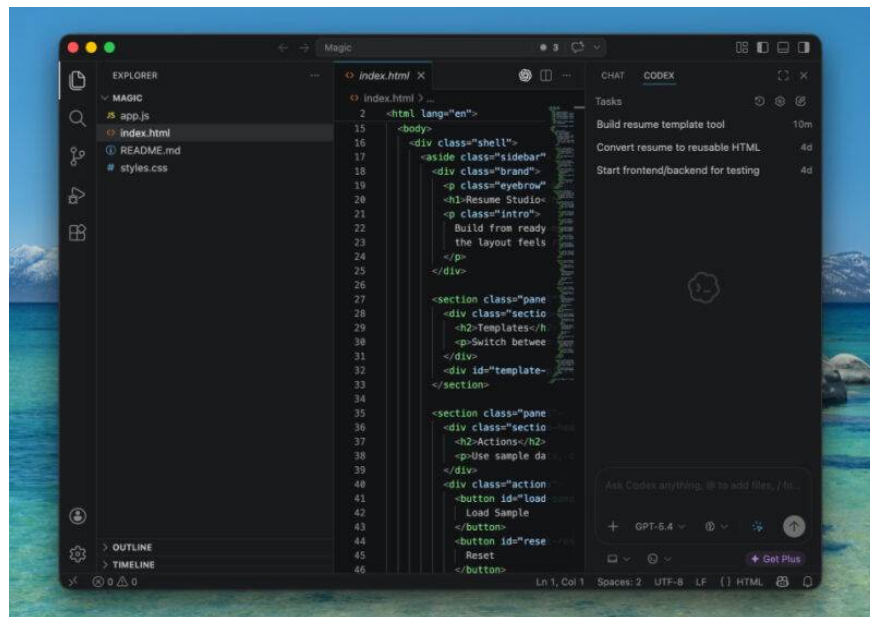 Magic
3
EXPLORER
MAGIC
JS app.js
<> index.html
README.md
# styles.css
OUTLINE
TIMELINE
<> index.html
<> index.html > ...
2 <html lang="en">
15 <body>
16 <div class="shell">
17 <aside class="sidebar"
18 <div class="brand">
19 <p class="eyebrow"
20 <h1>Resume Studio<
21 <p class="intro">
22 Build from ready
23 the layout feels
24 </p>
25 </div>
26
27 <section class="pane
28 <div class="sectio
29 <h2>Templates</h
30 <p>Switch betwee
31 </div>
32 <div id="template-
33 </section>
34
35 <section class="pane
36 <div class="sectio
37 <h2>Actions</h2>
38 <p>Use sample da
39 </div>
40 <div class="action
41 <button id="load
42 Load Sample
43 </button>
44 <button id="rese
45 Reset
46 </button>
CHAT CODEX
Tasks
Build resume template tool 10m
Convert resume to reusable HTML 4d
Start frontend/backend for testing 4d
Ask Codex anything, @ to add files, /
GPT-5.4
Get Plus
0 0
Ln 1, Col 1 Spaces: 2 UTF-8 LF {} HTML